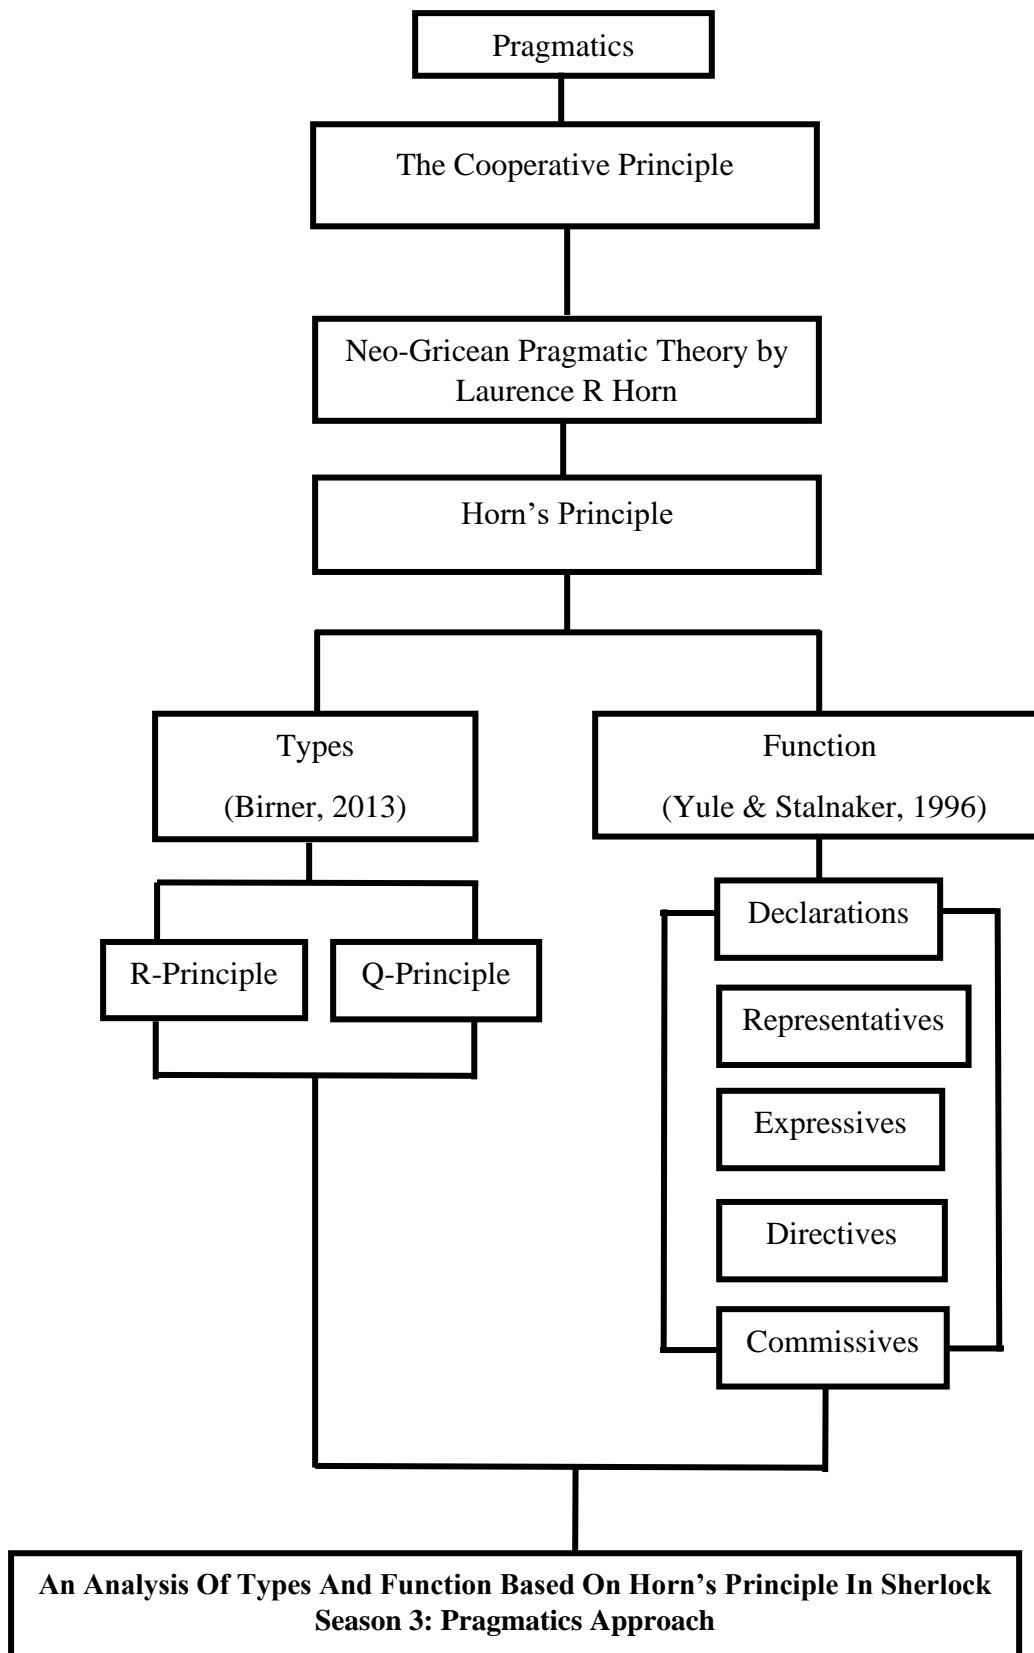 Pragmatics
The Cooperative Principle
Neo-Gricean Pragmatic Theory by
Laurence R Horn
Horn’s Principle
Types
(Birner, 2013)
Function
(Yule & Stalnaker, 1996)
R-Principle
Q-Principle
Declarations
Representatives
Expressives
Directives
Commissives
An Analysis Of Types And Function Based On Horn’s Principle In Sherlock
Season 3: Pragmatics Approach